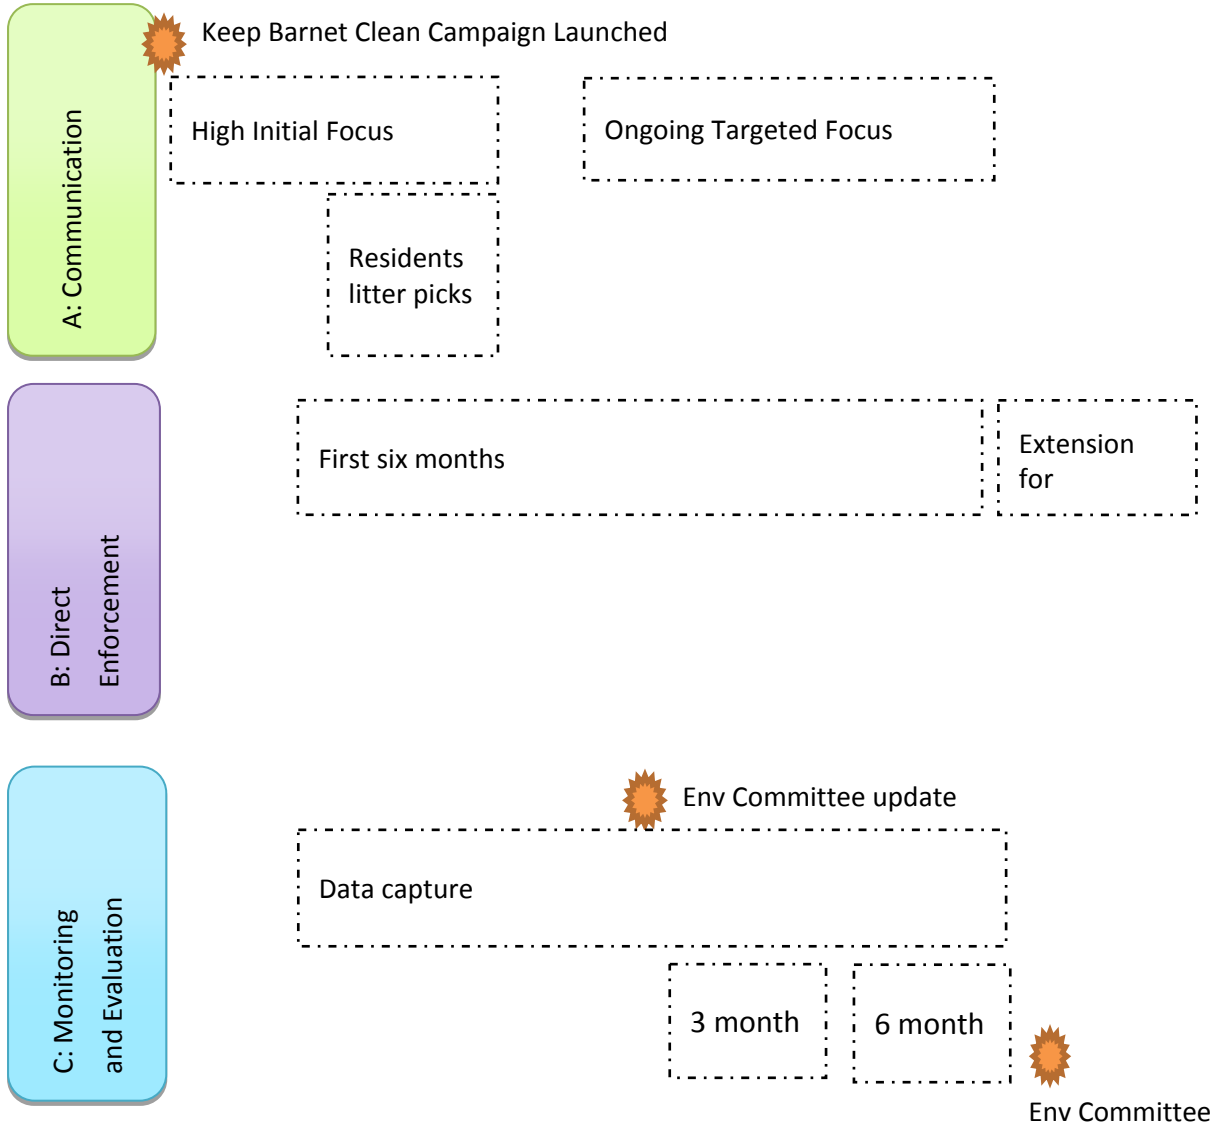 Keep Barnet Clean Campaign Launched
A: Communication
High Initial Focus
Ongoing Targeted Focus
Residents
litter picks
B: Direct
Enforcement
First six months
Extension
for
C: Monitoring
and Evaluation
Env Committee update
Data capture
3 month
6 month
Env Committee